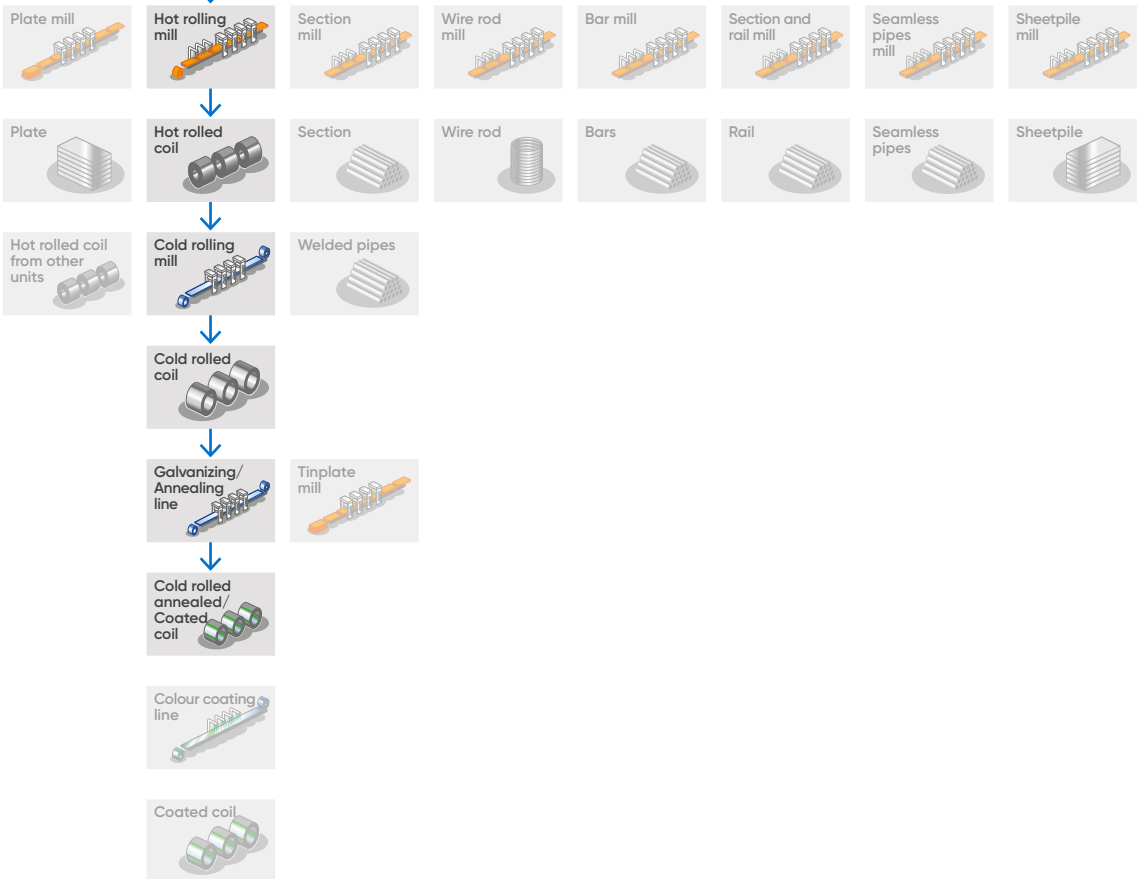 Plate mill
Hot rolling
mill
Section
mill
Wire rod
mill
Bar mill
Section and
rail mill
Seamless
pipes
mill
Sheetpile
mill
Plate
Hot rolled
coil
Section
Wire rod
Bars
Rail
Seamless
pipes
Sheetpile
Hot rolled coil
from other
units
Cold rolling
mill
Welded pipes
Cold rolled
coil
Galvanizing/
Annealing
line
Tinplate
mill
Cold rolled
annealed/
Coated
coil
Colour coating
line
Coated coil